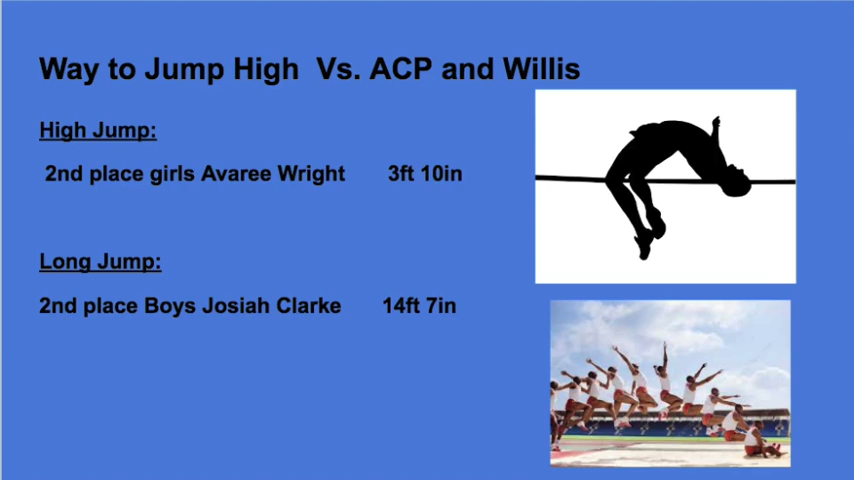 Way to Jump High  Vs. ACP and Willis
High Jump:
2nd place girls Avaree Wright 3ft 10in
Long Jump:
2nd place Boys Josiah Clarke 14ft 7in